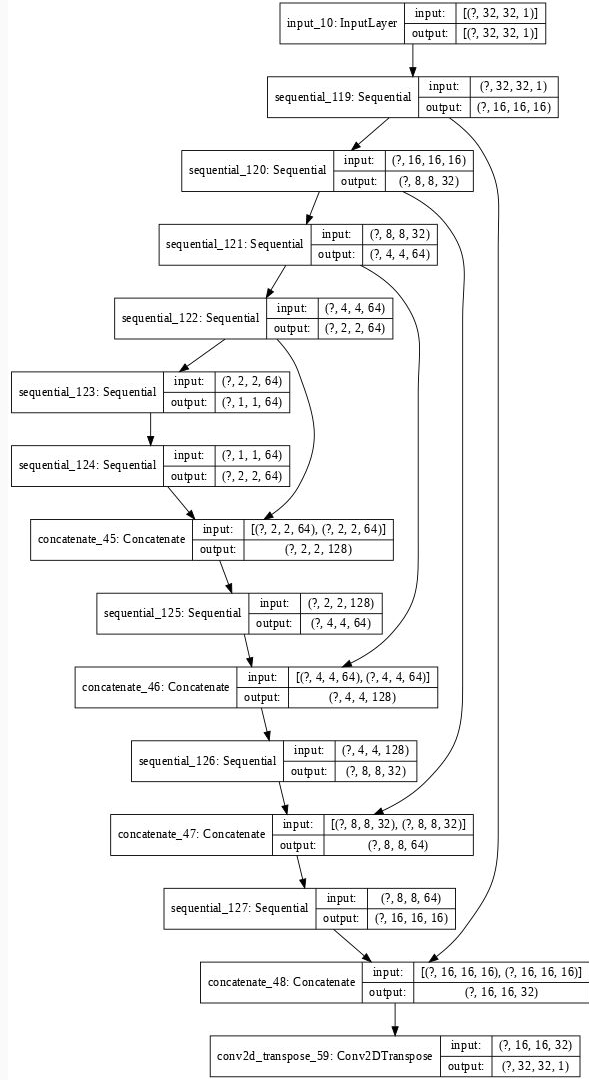 input_10: InputLayer
input: [(?, 32, 32, 1)]
output: [(?, 32, 32, 1)]
sequential_119: Sequential
input: (?, 32, 32, 1)
output: (?, 16, 16, 16)
sequential_120: Sequential
input: (?, 16, 16, 16)
output: (?, 8, 8, 32)
sequential_121: Sequential
input: (?, 8, 8, 32)
output: (?, 4, 4, 64)
sequential_122: Sequential
input: (?, 4, 4, 64)
output: (?, 2, 2, 64)
sequential_123: Sequential
input: (?, 2, 2, 64)
output: (?, 1, 1, 64)
sequential_124: Sequential
input: (?, 1, 1, 64)
output: (?, 2, 2, 64)
concatenate_45: Concatenate
input: [(?, 2, 2, 64), (?, 2, 2, 64)]
output: (?, 2, 2, 128)
sequential_125: Sequential
input: (?, 2, 2, 128)
output: (?, 4, 4, 64)
concatenate_46: Concatenate
input: [(?, 4, 4, 64), (?, 4, 4, 64)]
output: (?, 4, 4, 128)
sequential_126: Sequential
input: (?, 4, 4, 128)
output: (?, 8, 8, 32)
concatenate_47: Concatenate
input: [(?, 8, 8, 32), (?, 8, 8, 32)]
output: (?, 8, 8, 64)
sequential_127: Sequential
input: (?, 8, 8, 64)
output: (?, 16, 16, 16)
concatenate_48: Concatenate
input: [(?, 16, 16, 16), (?, 16, 16, 16)]
output: (?, 16, 16, 32)
conv2d_transpose_59: Conv2DTranspose
input: (?, 16, 16, 32)
output: (?, 32, 32, 1)